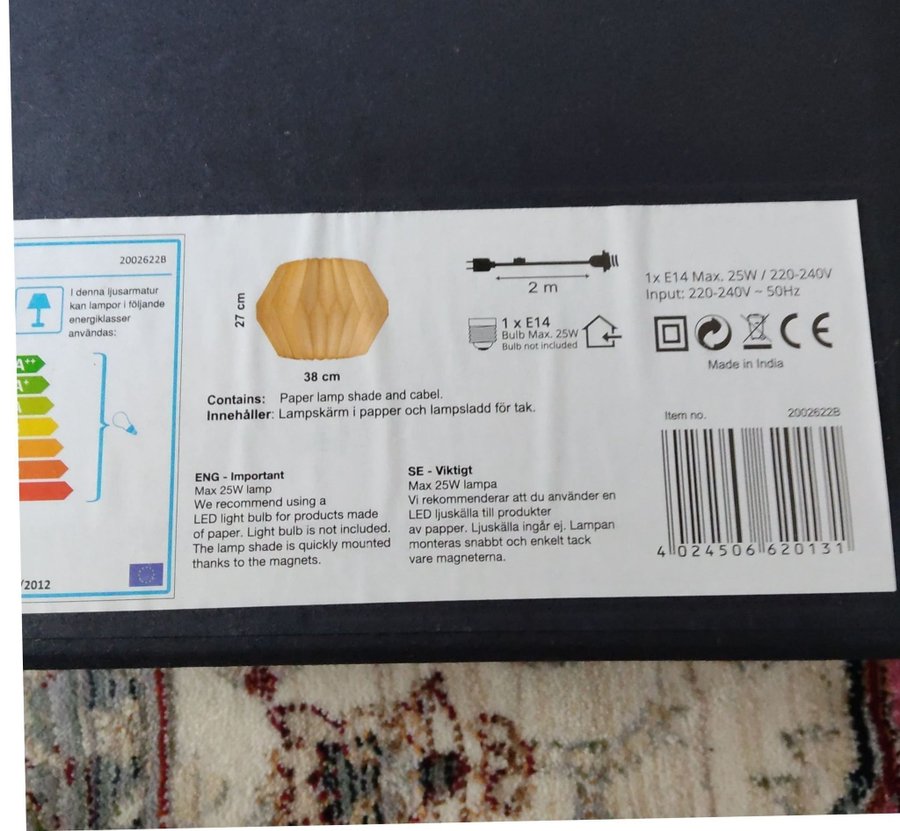 2002622B
I denna ljusarmatur
kan lampor i följande
energiklasser
användas:
A++
A+
A
/2012
27 cm
38 cm
2 m
1 x E14
Bulb Max. 25W
Bulb not included
Contains: Paper lamp shade and cabel.
Innehåller: Lampskärm i papper och lampsladd för tak.
ENG - Important
Max 25W lamp
We recommend using a
LED light bulb for products made
of paper. Light bulb is not included.
The lamp shade is quickly mounted
thanks to the magnets.
SE - Viktigt
Max 25W lampa
Vi rekommenderar att du använder en
LED ljuskälla till produkter
av papper. Ljuskälla ingår ej. Lampan
monteras snabbt och enkelt tack
vare magneterna.
1x E14 Max. 25W / 220-240V
Input: 220-240V ~ 50Hz
CE
Made in India
Item no. 2002622B
4 024506 620131